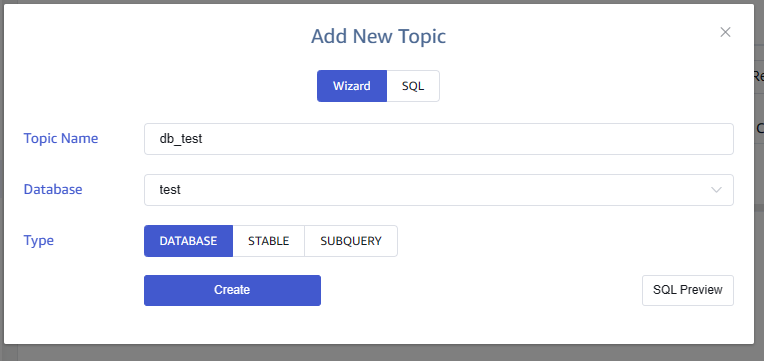 Add New Topic
Wizard SQL
Topic Name db_test
Database test
Type DATABASE STABLE SUBQUERY
Create SQL Preview